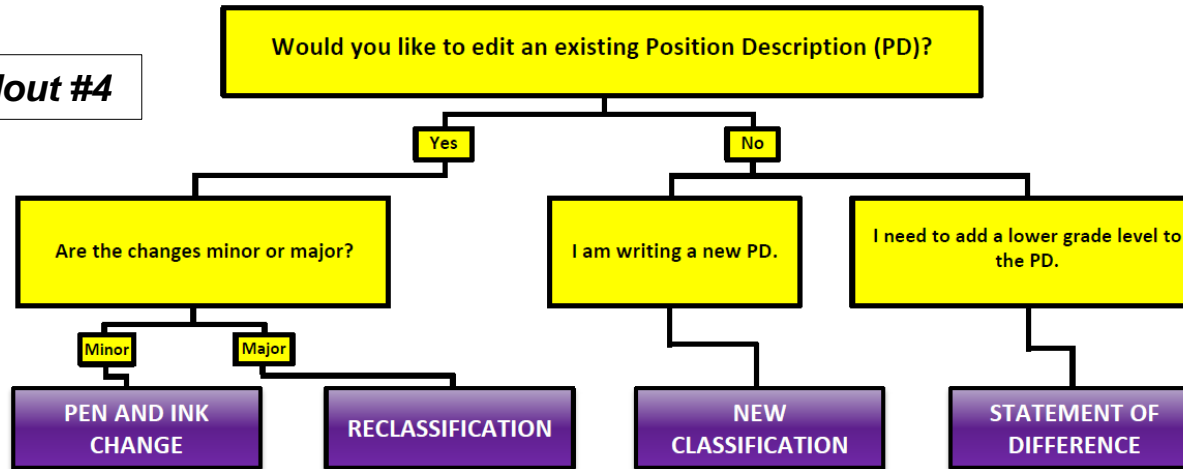 Would you like to edit an existing Position Description (PD)?
out #4
Yes
No
Are the changes minor or major?
I am writing a new PD.
I need to add a lower grade level to
the PD.
Minor
Major
PEN AND INK
CHANGE
RECLASSIFICATION
NEW
CLASSIFICATION
STATEMENT OF
DIFFERENCE